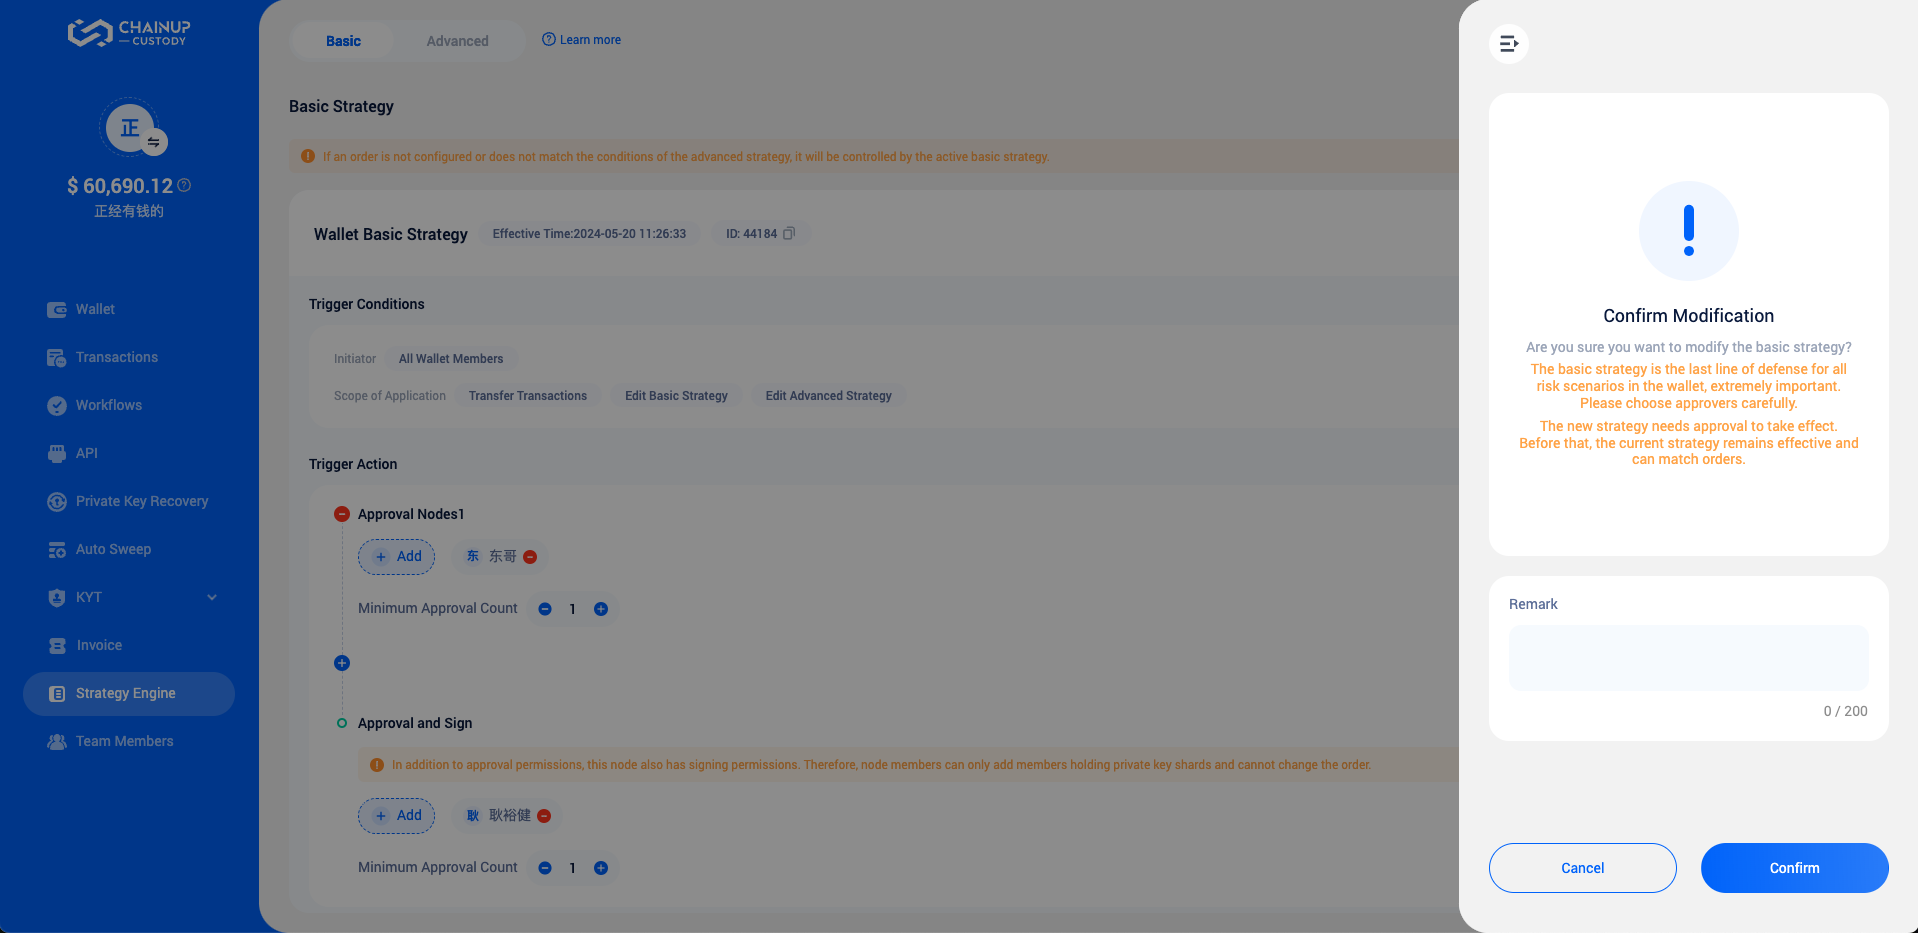 CHAINUP
CUSTODY
正
$ 60,690.12
正经有钱的
Wallet
Transactions
Workflows
API
Private Key Recovery
Auto Sweep
KYT
Invoice
Strategy Engine
Team Members
Basic
Advanced
Learn more
Basic Strategy
If an order is not configured or does not match the conditions of the advanced strategy, it will be controlled by the active basic strategy.
Wallet Basic Strategy
Effective Time:2024-05-20 11:26:33
ID: 44184
Trigger Conditions
Initiator
All Wallet Members
Scope of Application
Transfer Transactions
Edit Basic Strategy
Edit Advanced Strategy
Trigger Action
Approval Nodes1
Add
东
东哥
Minimum Approval Count
1
Approval and Sign
In addition to approval permissions, this node also has signing permissions. Therefore, node members can only add members holding private key shards and cannot change the order.
Add
耿
耿裕健
Minimum Approval Count
1
Confirm Modification
Are you sure you want to modify the basic strategy?
The basic strategy is the last line of defense for all
risk scenarios in the wallet, extremely important.
Please choose approvers carefully.
The new strategy needs approval to take effect.
Before that, the current strategy remains effective and
can match orders.
Remark
0 / 200
Cancel
Confirm